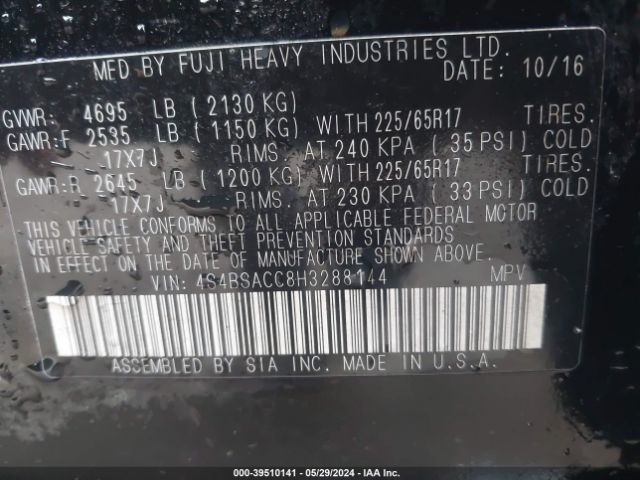 MFD BY FUJI HEAVY INDUSTRIES LTD.
DATE: 10/16
GVWR: 4695 LB ( 2130 KG)
GAWR:F 2535 LB ( 1150 KG) WITH 225/65R17 TIRES.
17X7J RIMS. AT 240 KPA ( 35 PSI) COLD
GAWR:R 2645 LB ( 1200 KG) WITH 225/65R17 TIRES.
17X7J RIMS. AT 230 KPA ( 33 PSI) COLD
THIS VEHICLE CONFORMS TO ALL APPLICABLE FEDERAL MOTOR
VEHICLE SAFETY AND THEFT PREVENTION STANDARDS
IN EFFECT ON THE DATE OF MANUFACTURE SHOWN ABOVE.
VIN: 4S4BSACC8H3288144 MPV
ASSEMBLED BY SIA INC. MADE IN U.S.A.
000-39510141 - 05/29/2024 - IAAI.com